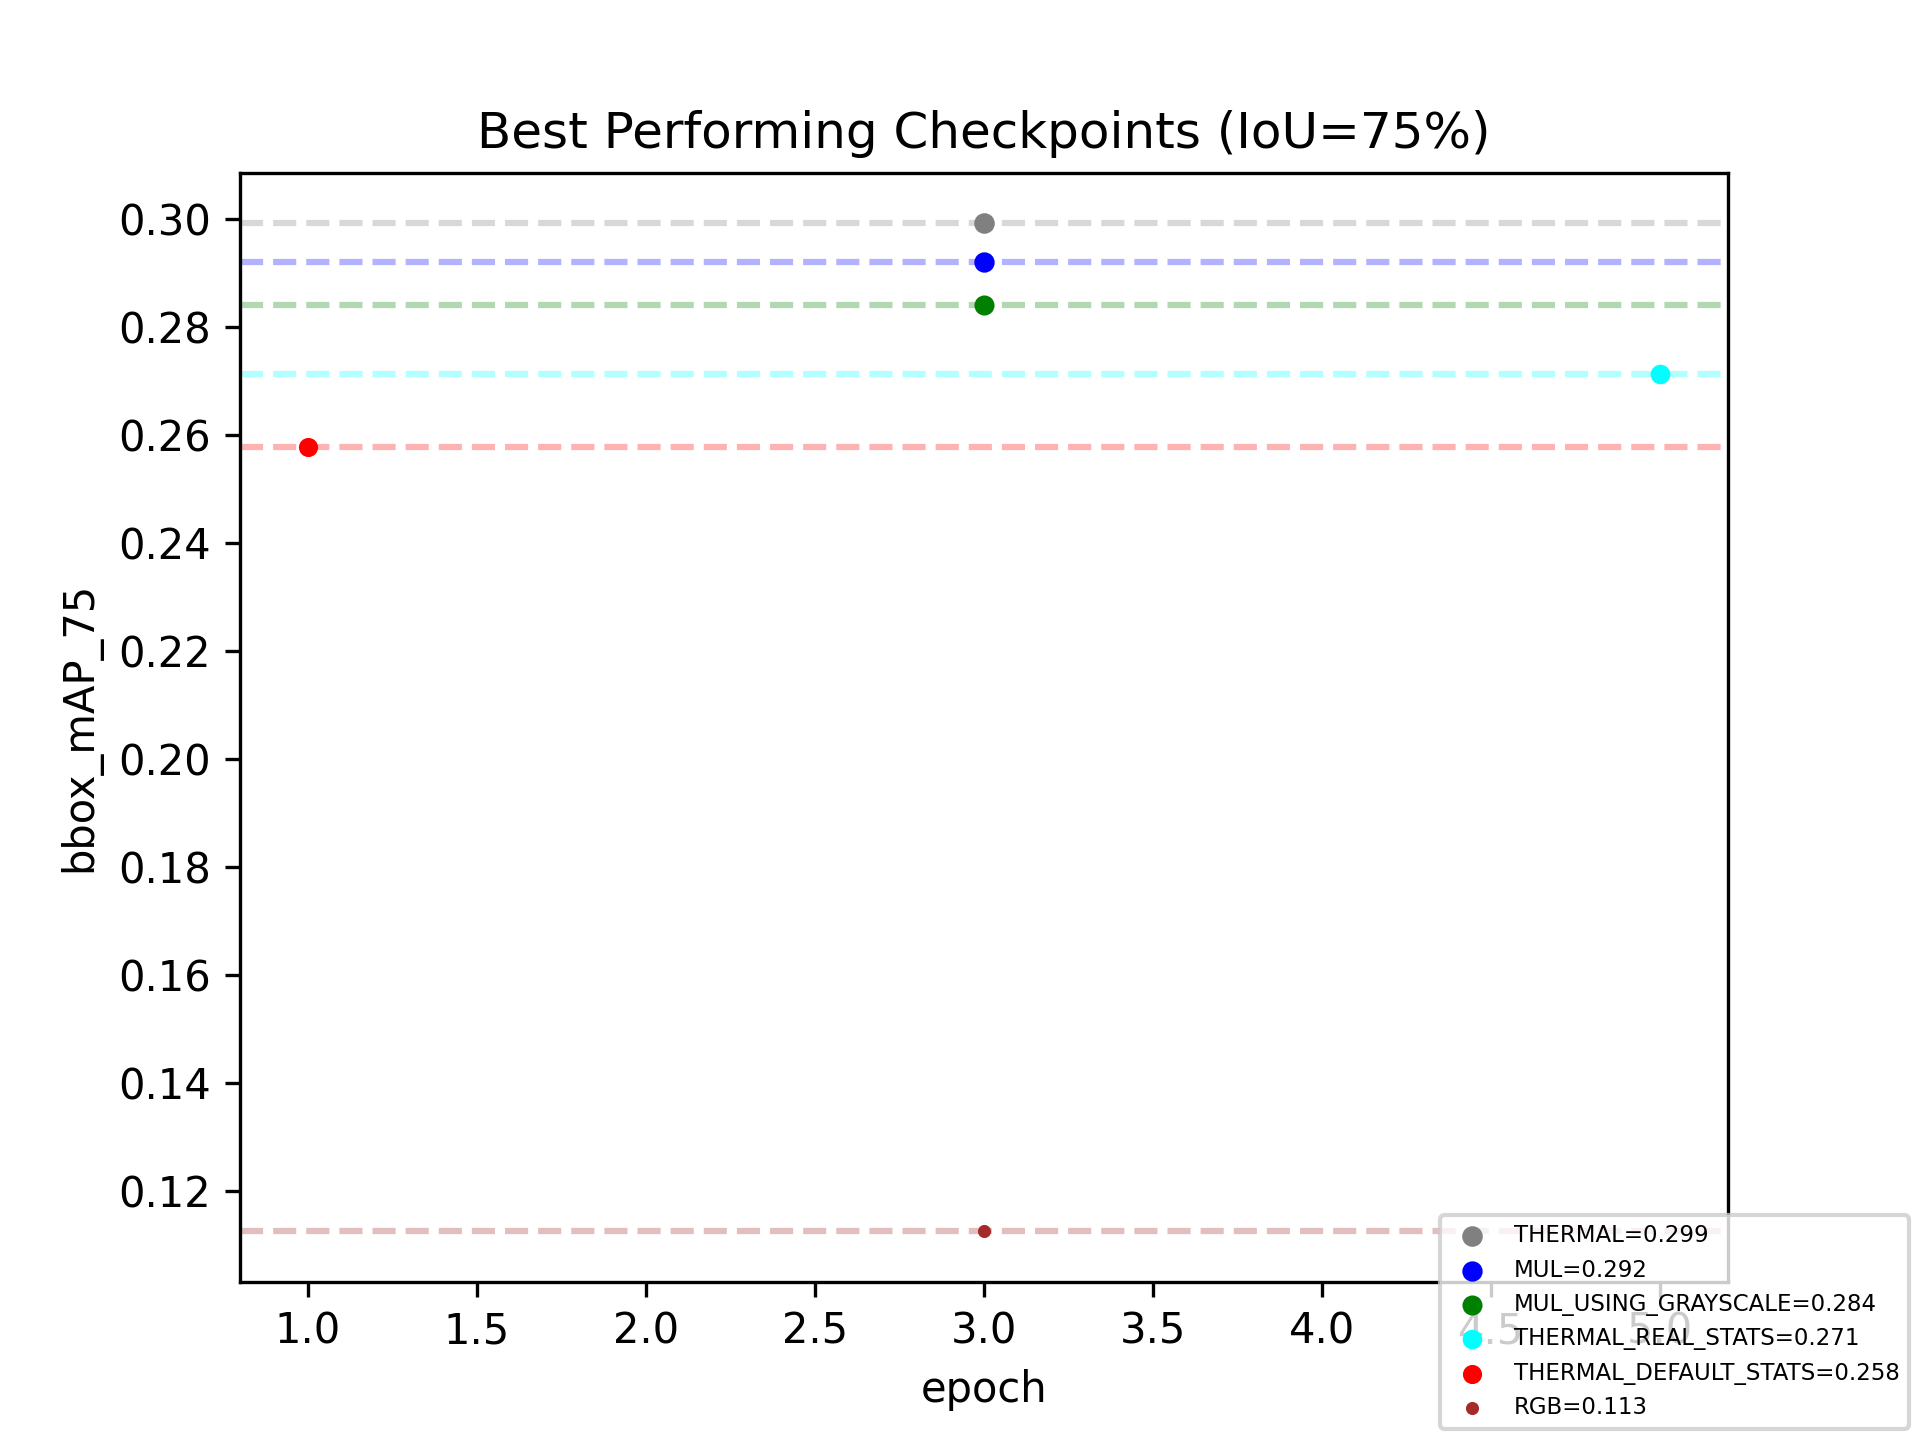 Best Performing Checkpoints (IoU=75%)
0.30
0.28
0.26
0.24
0.22
0.20
0.18
0.16
0.14
0.12
bbox_mAP_75
1.0 1.5 2.0 2.5 3.0 3.5 4.0 4.5 5.0
epoch
THERMAL=0.299
MUL=0.292
MUL_USING_GRAYSCALE=0.284
THERMAL_REAL_STATS=0.271
THERMAL_DEFAULT_STATS=0.258
RGB=0.113